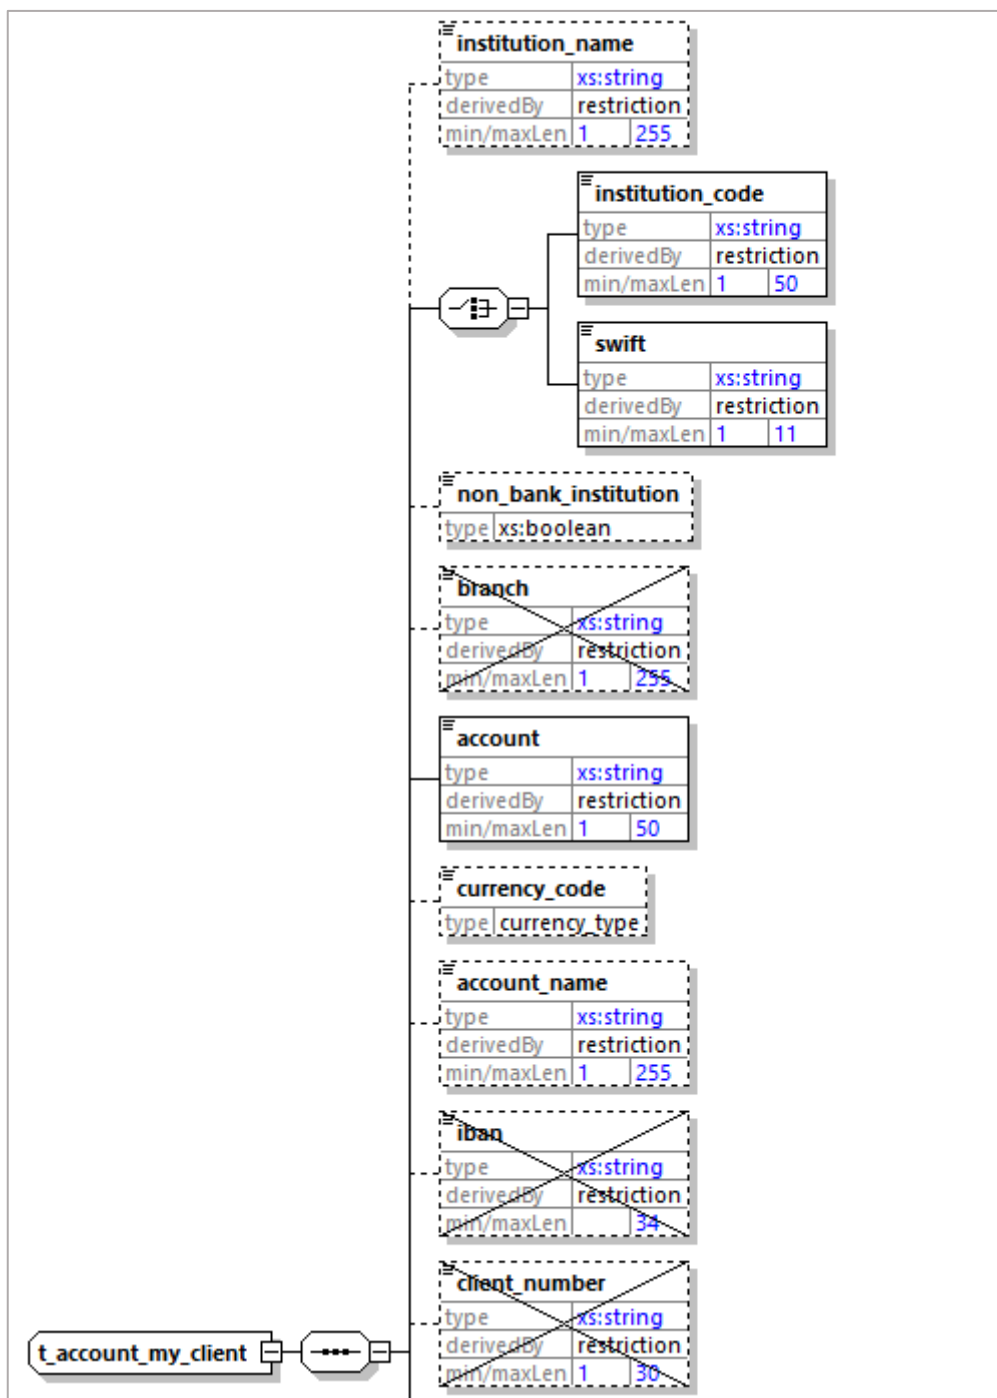 institution_name
type xs:string
derivedBy restriction
min/maxLen 1 255
institution_code
type xs:string
derivedBy restriction
min/maxLen 1 50
swift
type xs:string
derivedBy restriction
min/maxLen 1 11
non_bank_institution
type xs:boolean
branch
type xs:string
derivedBy restriction
min/maxLen 1 255
account
type xs:string
derivedBy restriction
min/maxLen 1 50
currency_code
type currency_type
account_name
type xs:string
derivedBy restriction
min/maxLen 1 255
iban
type xs:string
derivedBy restriction
min/maxLen 34
client_number
type xs:string
derivedBy restriction
min/maxLen 1 30
t_account_my_client